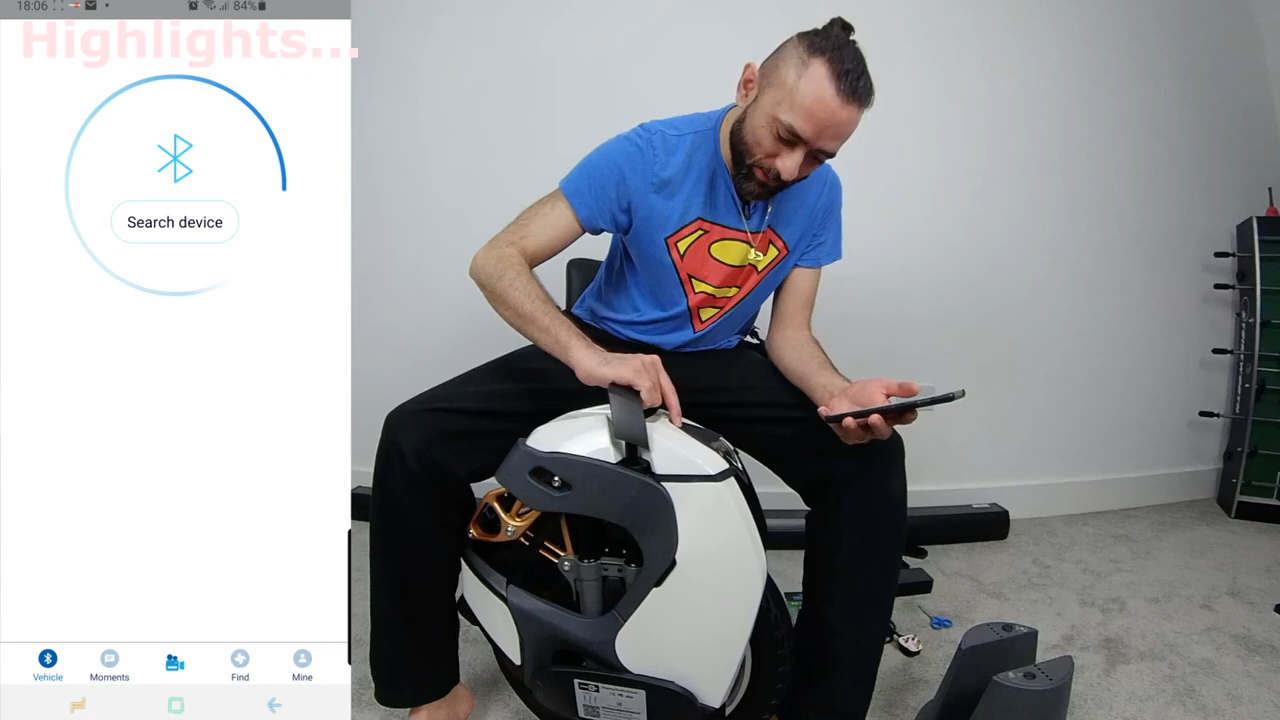 18:06
84%
Highlights...
Search device
Vehicle
Moments
Find
Mine